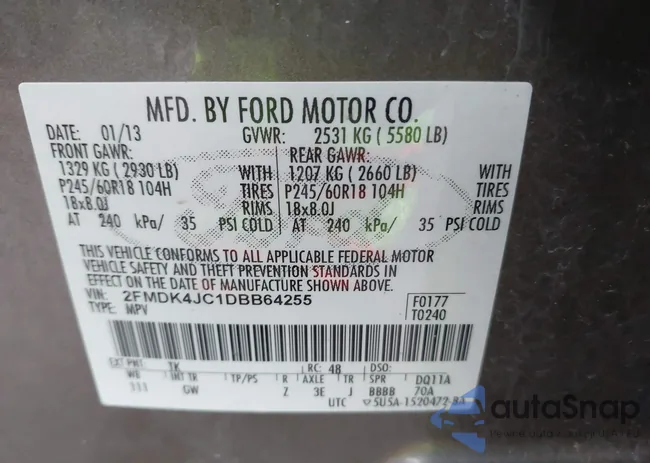 MFD. BY FORD MOTOR CO.
DATE: 01/13 GVWR: 2531 KG ( 5580 LB)
FRONT GAWR: REAR GAWR:
1329 KG ( 2930 LB) WITH 1207 KG ( 2660 LB) WITH
P245/60R18 104H TIRES P245/60R18 104H TIRES
18x8.0J RIMS 18x8.0J RIMS
AT 240 kPa/ 35 PSI COLD AT 240 kPa/ 35 PSI COLD
THIS VEHICLE CONFORMS TO ALL APPLICABLE FEDERAL MOTOR
VEHICLE SAFETY AND THEFT PREVENTION STANDARDS IN
EFFECT ON THE DATE OF MANUFACTURE SHOWN ABOVE.
VIN: 2FMDK4JC1DBB64255
TYPE: MPV
F0177
T0240
EXT PNT: TK RC: 48 DSO:
WB INT TR TP/PS R AXLE TR SPR DQ11A
GW Z 3E J BBBB 70A
UTC
autoSnap